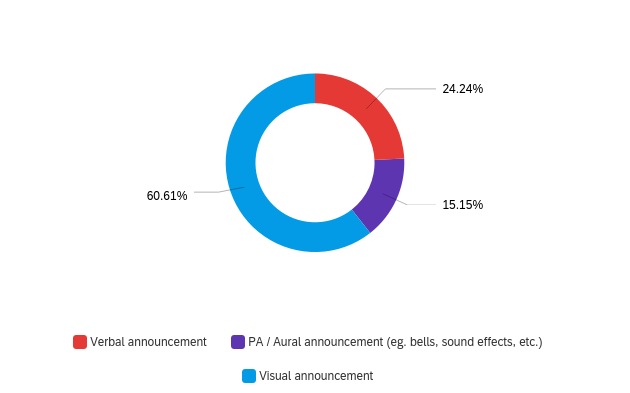 24.24%
60.61%
15.15%
Verbal announcement
PA / Aural announcement (eg. bells, sound effects, etc.)
Visual announcement